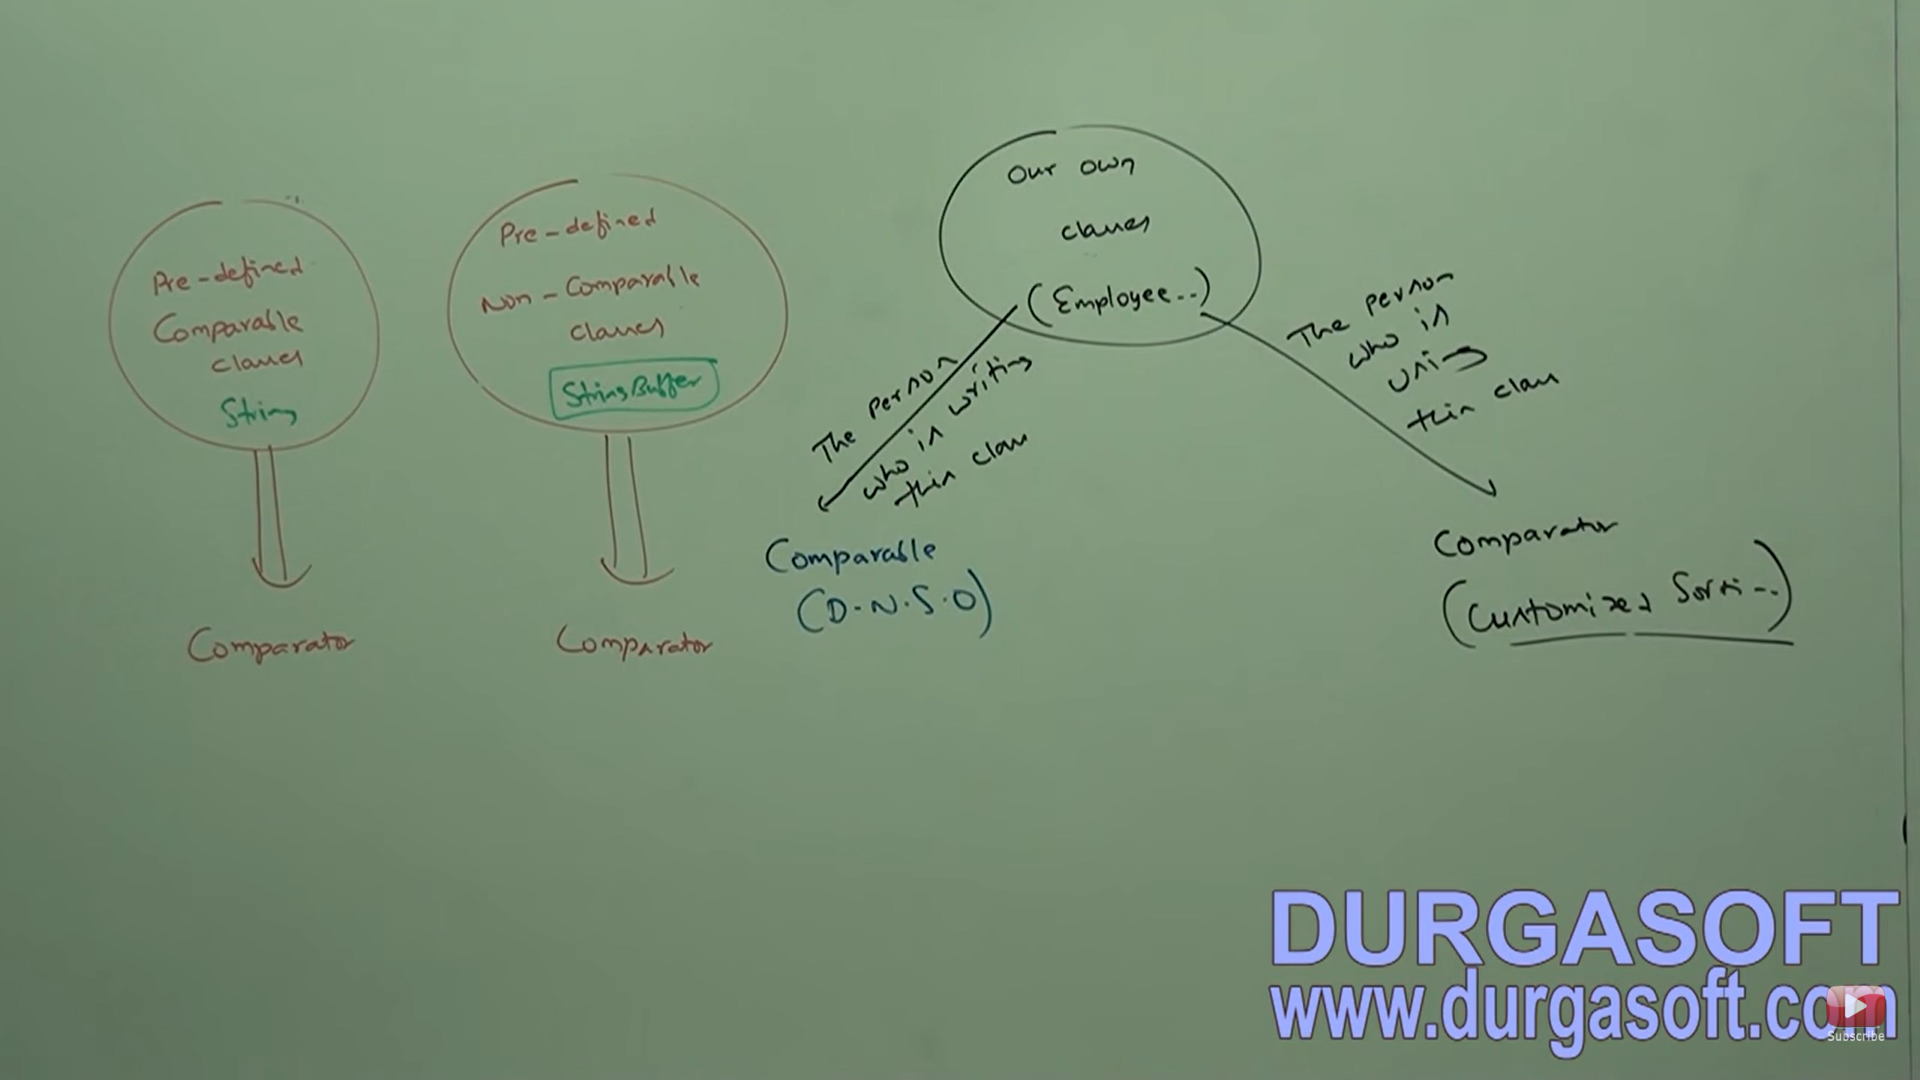 Pre-defined
Comparable
classes
String
Comparator
Pre-defined
Non-Comparable
classes
StringBuffer
Comparator
Our own
classes
(Employee..)
The person
who is writing
this class
Comparable
(D.N.S.O)
The person
who is
using
this class
Comparator
(Customized Sorti...)
DURGASOFT
www.durgasoft.com
Subscribe